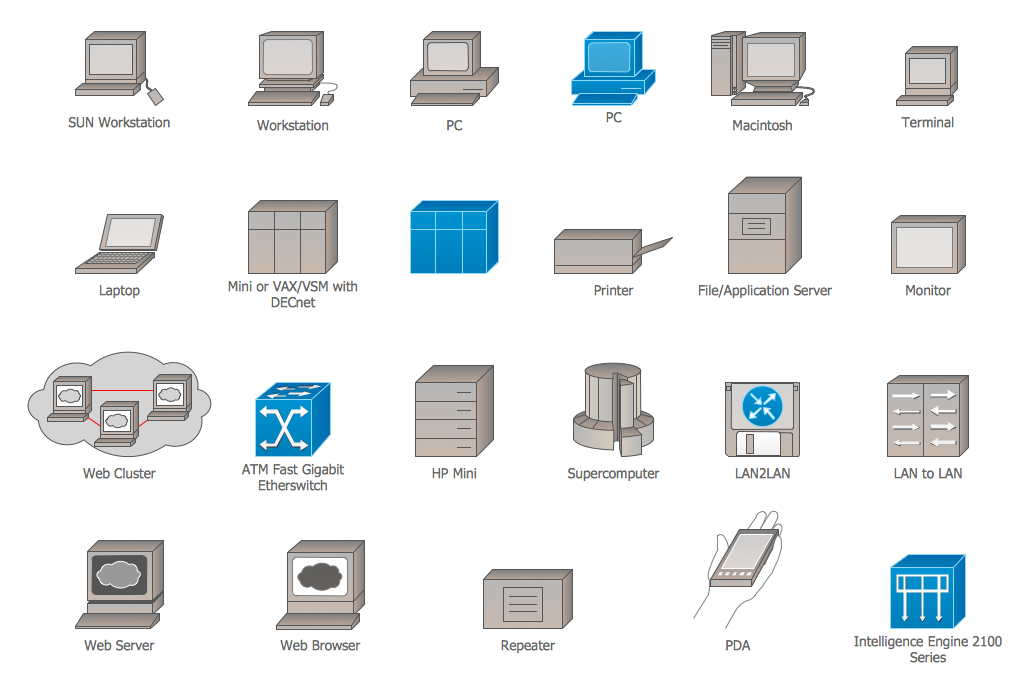 SUN Workstation
Workstation
PC
PC
Macintosh
Terminal
Laptop
Mini or VAX/VSM with
DECnet
Printer
File/Application Server
Monitor
Web Cluster
ATM Fast Gigabit
Etherswitch
HP Mini
Supercomputer
LAN2LAN
LAN to LAN
Web Server
Web Browser
Repeater
PDA
Intelligence Engine 2100
Series